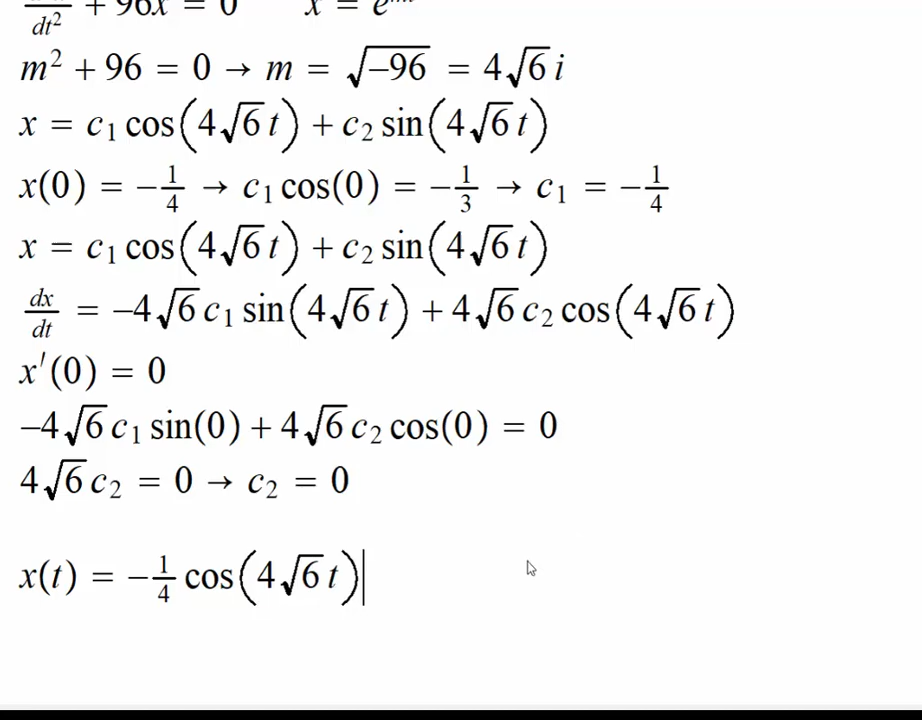 dt² + 96x = 0 x = e
m² + 96 = 0 → m = √−96 = 4√6 i
x = c₁ cos(4√6 t) + c₂ sin(4√6 t)
x(0) = −1/4 → c₁ cos(0) = −1/3 → c₁ = −1/4
x = c₁ cos(4√6 t) + c₂ sin(4√6 t)
dx/dt = −4√6 c₁ sin(4√6 t) + 4√6 c₂ cos(4√6 t)
x′(0) = 0
−4√6 c₁ sin(0) + 4√6 c₂ cos(0) = 0
4√6 c₂ = 0 → c₂ = 0
x(t) = −1/4 cos(4√6 t)